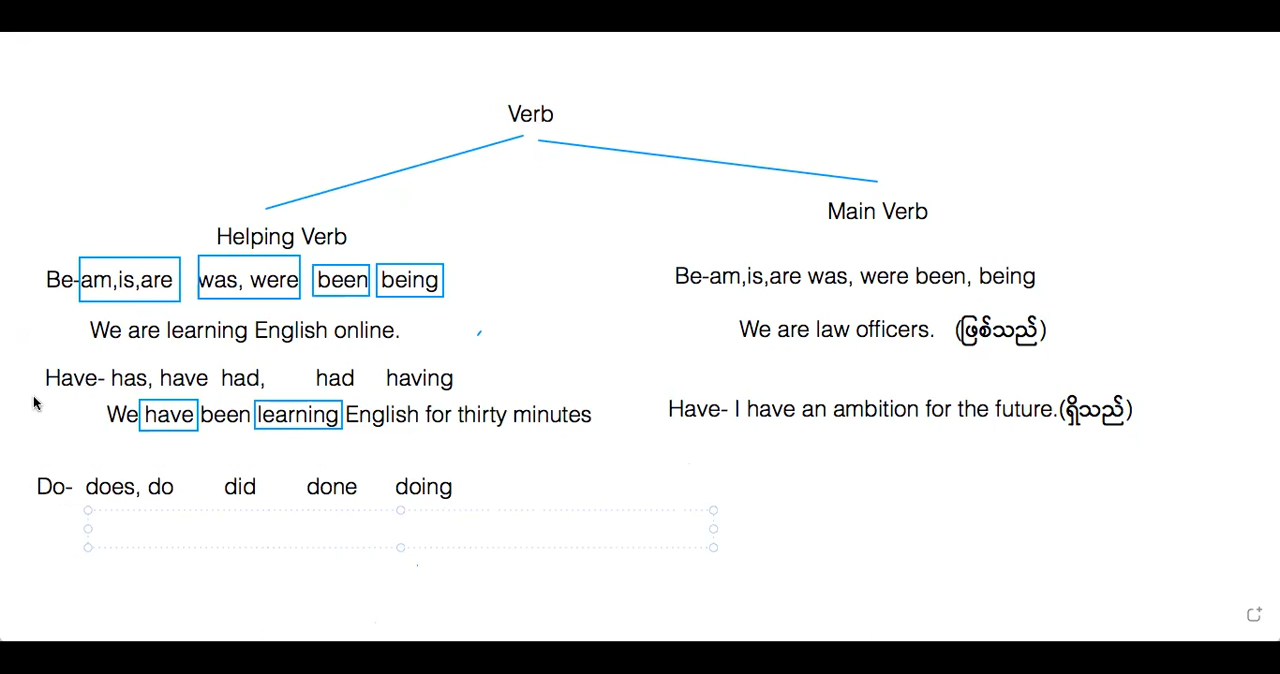 Verb
Helping Verb
Main Verb
Be-am,is,are was, were been being
Be-am,is,are was, were been, being
We are learning English online.
We are law officers. (ဖြစ်သည်)
Have- has, have had, had having
We have been learning English for thirty minutes
Have- I have an ambition for the future.(ရှိသည်)
Do- does, do did done doing